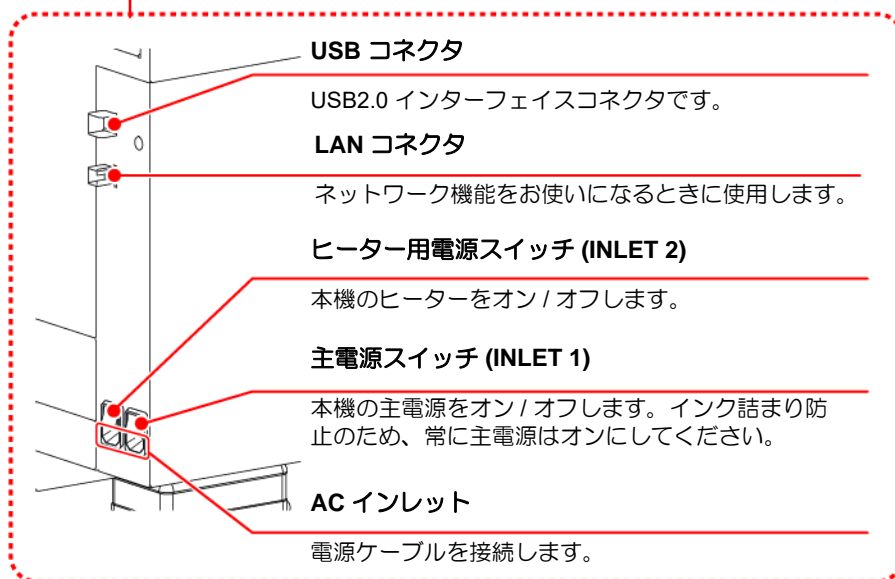 USB コネクタ
USB2.0 インターフェイスコネクタです。
LAN コネクタ
ネットワーク機能をお使いになるときに使用します。
ヒーター用電源スイッチ (INLET 2)
本機のヒーターをオン / オフします。
主電源スイッチ (INLET 1)
本機の主電源をオン / オフします。インク詰まり防
止のため、常に主電源はオンにしてください。
AC インレット
電源ケーブルを接続します。